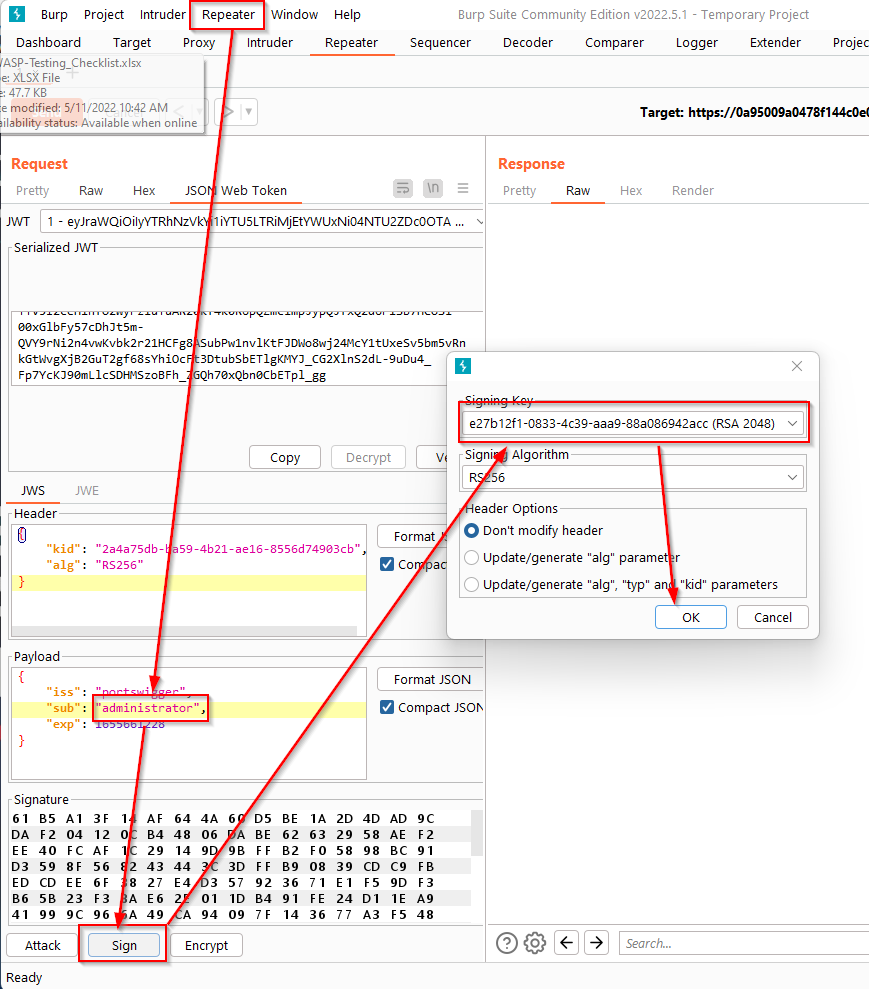 Burp Project Intruder Repeater Window Help Burp Suite Community Edition v2022.5.1 - Temporary Project
Dashboard Target Proxy Intruder Repeater Sequencer Decoder Comparer Logger Extender Projec
WASP-Testing_Checklist.xlsx
pe: XLSX File
e: 47.7 KB
te modified: 5/11/2022 10:42 AM
ailability status: Available when online
Target: https://0a95009a0478f144c0e0
Request
Pretty Raw Hex JSON Web Token
\n
JWT 1 - eyJraWQiOiIyYTRhNzVkYi1iYTU5LTRiMjEtYWUxNi04NTU2ZDc0OTA ...
Serialized JWT
00xGlbFy57cDhJt5m-
QVY9rNi2n4vwKvbk2r21HCFg8ASubPw1nvlKtFJDWo8wj24McY1tUxeSv5bm5vRn
kGtWvgXjB2GuT2gf68sYhiOcFt3DtubSbETlgKMYJ_CG2XlnS2dL-9uDu4_
Fp7YcKJ90mLlcSDHMSzoBFh_ZGQh70xQbn0CbETpl_gg
Copy Decrypt Ve
JWS JWE
Header
{
"kid": "2a4a75db-ba59-4b21-ae16-8556d74903cb",
"alg": "RS256"
}
Format J
Compac
Payload
{
"iss": "portswigger",
"sub": "administrator",
"exp": 1655661228
}
Format JSON
Compact JSON
Signature
61 B5 A1 3F 14 AF 64 4A 60 D5 BE 1A 2D 4D AD 9C
DA F2 04 12 0C B4 48 06 DA BE 62 63 29 58 AE F2
EE 40 FC AF 1C 29 14 9D 9B FF B2 F0 58 98 BC 91
D3 59 8F 56 82 43 44 3C 3D FF B9 08 39 CD C9 FB
ED CD EE 6F 38 27 E4 D3 57 92 36 71 E1 F5 9D F3
B6 5B 23 F3 3A E6 2E 01 1D B4 91 FE 24 D1 1E A9
41 99 9C 96 6A 49 CA 94 09 7F 14 36 77 A3 F5 48
Attack Sign Encrypt
Ready
Response
Pretty Raw Hex Render
Signing Key
e27b12f1-0833-4c39-aaa9-88a086942acc (RSA 2048)
Signing Algorithm
RS256
Header Options
Don't modify header
Update/generate "alg" parameter
Update/generate "alg", "typ" and "kid" parameters
OK Cancel
Search...